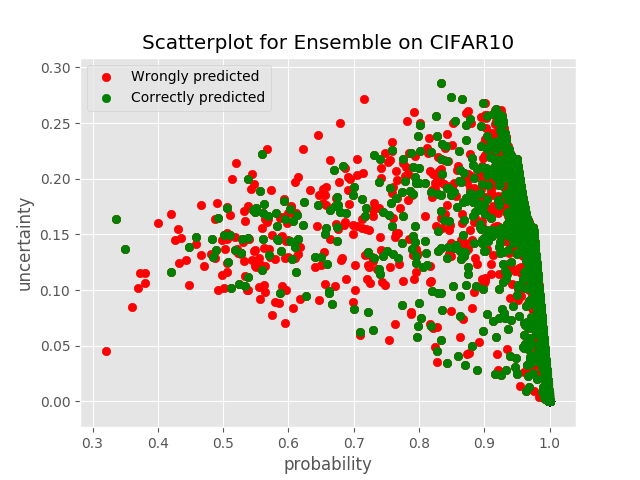 Scatterplot for Ensemble on CIFAR10
Wrongly predicted
Correctly predicted
0.30
0.25
0.20
0.15
0.10
0.05
0.00
uncertainty
0.3 0.4 0.5 0.6 0.7 0.8 0.9 1.0
probability